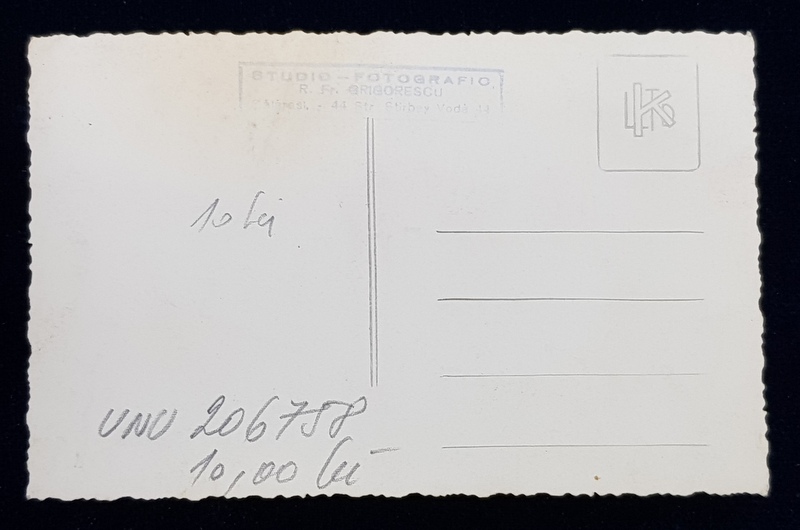 STUDIO - FOTOGRAFIC
R. Fr. GRIGORESCU
44 Str. Știrbey Vodă 44
10 lei
UNU 206758
10,00 lei